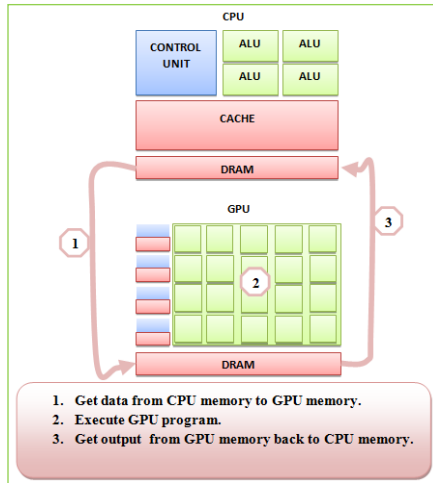 CPU
CONTROL
UNIT
ALU
ALU
ALU
ALU
CACHE
DRAM
1
3
GPU
2
DRAM
1. Get data from CPU memory to GPU memory.
2. Execute GPU program.
3. Get output from GPU memory back to CPU memory.